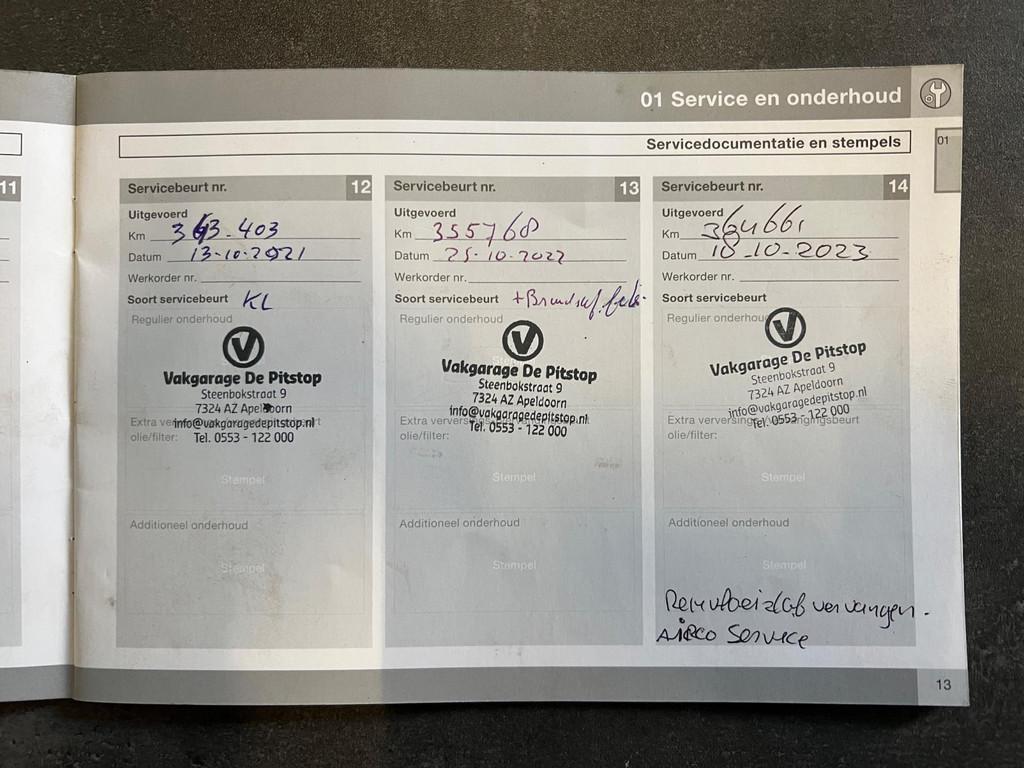 01 Service en onderhoud
Servicedocumentatie en stempels
01
11
Servicebeurt nr. 12
Uitgevoerd
Km 343.403
Datum 13-10-2021
Werkorder nr.
Soort servicebeurt KL
Regulier onderhoud
V
Vakgarage De Pitstop
Steenbokstraat 9
7324 AZ Apeldoorn
info@vakgaragedepitstop.nl
Tel. 0553 - 122 000
Extra
olie/filter:
Stempel
Additioneel onderhoud
Stempel
Servicebeurt nr. 13
Uitgevoerd
Km 355768
Datum 25-10-2022
Werkorder nr.
Soort servicebeurt
Regulier onderhoud
V
Vakgarage De Pitstop
Steenbokstraat 9
7324 AZ Apeldoorn
info@vakgaragedepitstop.nl
Tel. 0553 - 122 000
Extra
olie/filter:
Stempel
Additioneel onderhoud
Stempel
Servicebeurt nr. 14
Uitgevoerd
Km 364661
Datum 18-10-2023
Werkorder nr.
Soort servicebeurt
Regulier onderhoud
V
Vakgarage De Pitstop
Steenbokstraat 9
7324 AZ Apeldoorn
info@vakgaragedepitstop.nl
Tel. 0553 - 122 000
Extra
olie/filter:
Stempel
Additioneel onderhoud
Stempel
vervangen.
AIRCO SERVICE
13